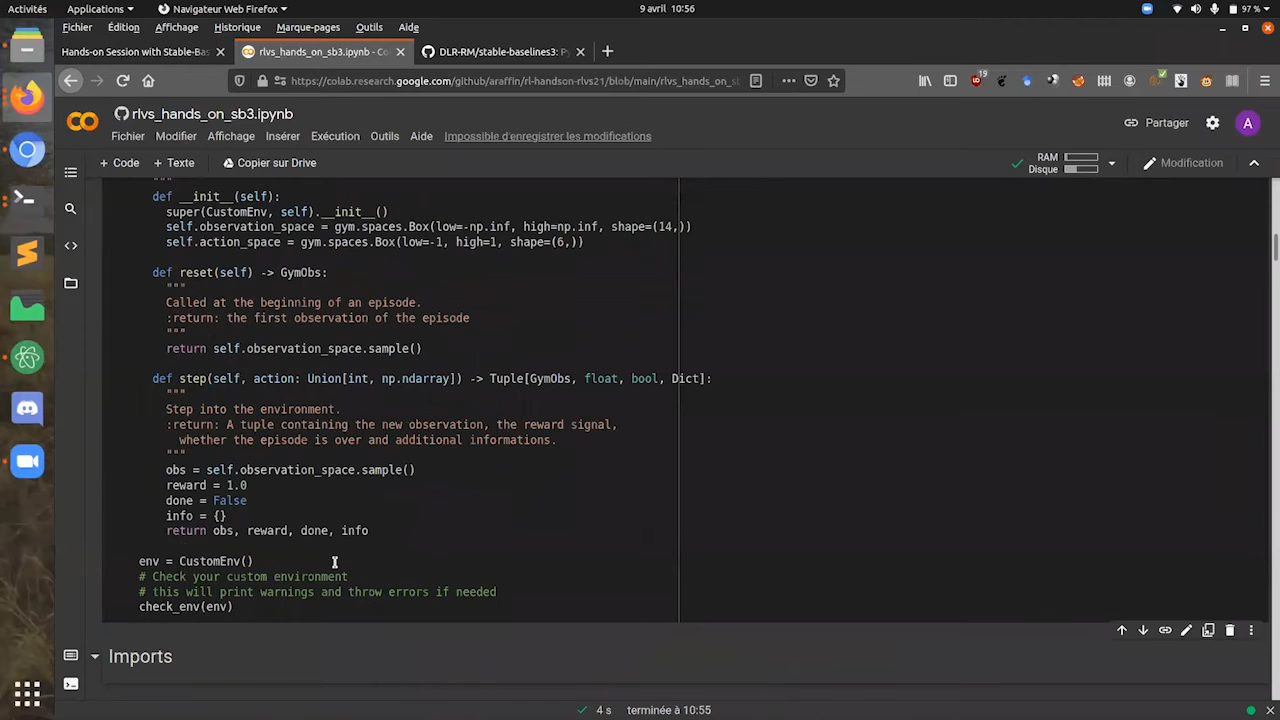 Activités Applications Navigateur Web Firefox 9 avril 10:56 97 %
Fichier Édition Affichage Historique Marque-pages Outils Aide
Hands-on Session with Stable-Bas rlvs_hands_on_sb3.ipynb - Co DLR-RM/stable-baselines3: Py
https://colab.research.google.com/github/araffin/rl-handson-rlvs21/blob/main/rlvs_hands_on_sb 19
rlvs_hands_on_sb3.ipynb
Partager A
Fichier Modifier Affichage Insérer Exécution Outils Aide Impossible d'enregistrer les modifications
+ Code + Texte Copier sur Drive RAM Disque Modification
"""
def __init__(self):
super(CustomEnv, self).__init__()
self.observation_space = gym.spaces.Box(low=-np.inf, high=np.inf, shape=(14,))
self.action_space = gym.spaces.Box(low=-1, high=1, shape=(6,))
def reset(self) -> GymObs:
"""
Called at the beginning of an episode.
:return: the first observation of the episode
"""
return self.observation_space.sample()
def step(self, action: Union[int, np.ndarray]) -> Tuple[GymObs, float, bool, Dict]:
"""
Step into the environment.
:return: A tuple containing the new observation, the reward signal,
whether the episode is over and additional informations.
"""
obs = self.observation_space.sample()
reward = 1.0
done = False
info = {}
return obs, reward, done, info
env = CustomEnv()
# Check your custom environment
# this will print warnings and throw errors if needed
check_env(env)
Imports
4 s terminée à 10:55